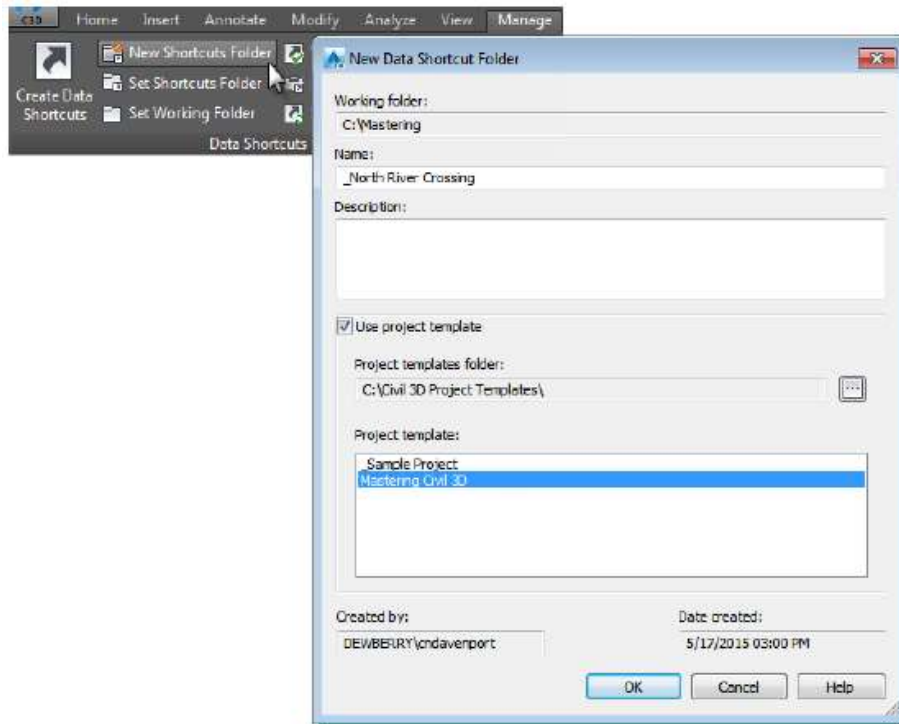 C3D Home Insert Annotate Modify Analyze View Manage
New Shortcuts Folder
Set Shortcuts Folder
Set Working Folder
Create Data
Shortcuts
Data Shortcuts
New Data Shortcut Folder
Working folder:
C:\Mastering
Name:
_North River Crossing
Description:
Use project template
Project templates folder:
C:\Civil 3D Project Templates\
...
Project template:
_Sample Project
Mastering Civil 3D
Created by:
DEWBERRY\cndavenport
Date created:
5/17/2015 03:00 PM
OK Cancel Help